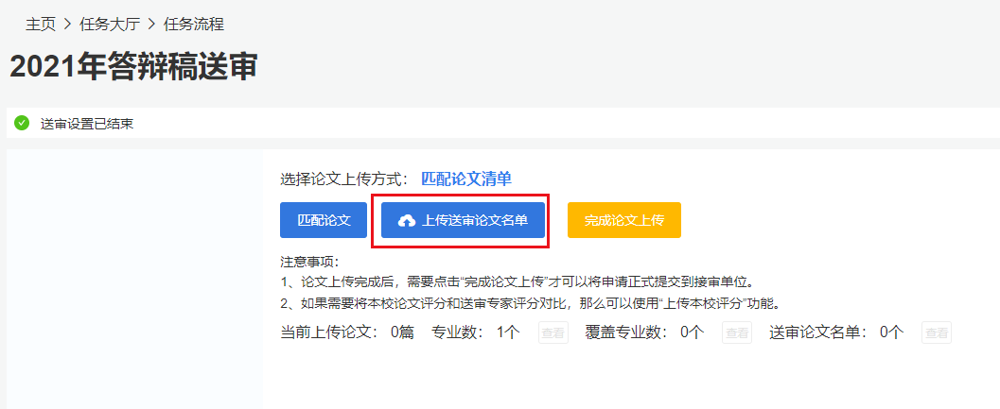 主页 > 任务大厅 > 任务流程
2021年答辩稿送审
送审设置已结束
选择论文上传方式： 匹配论文清单
匹配论文 上传送审论文名单 完成论文上传
注意事项：
1、论文上传完成后，需要点击“完成论文上传”才可以将申请正式提交到接审单位。
2、如果需要将本校论文评分和送审专家评分对比，那么可以使用“上传本校评分”功能。
当前上传论文： 0篇 专业数： 1个 查看 覆盖专业数： 0个 查看 送审论文名单： 0个 查看